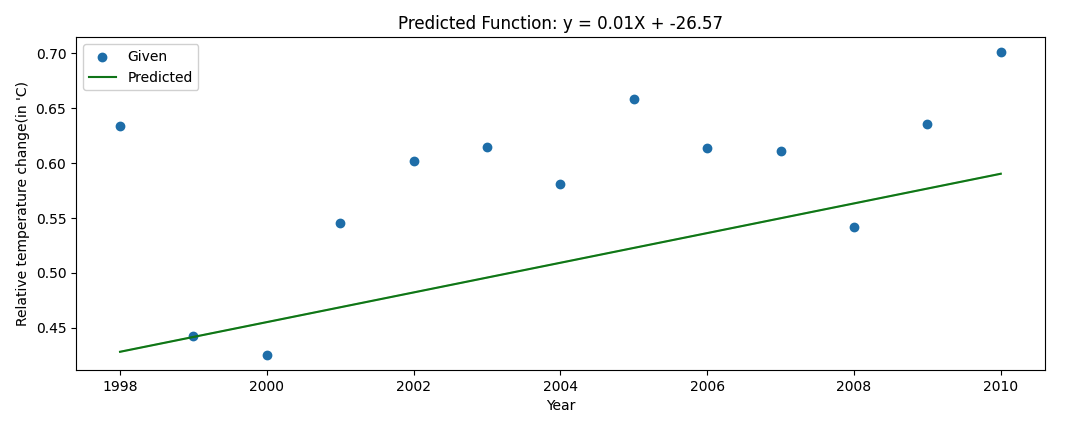 Predicted Function: y = 0.01X + -26.57
Given
Predicted
0.70
0.65
0.60
0.55
0.50
0.45
Relative temperature change(in 'C)
1998 2000 2002 2004 2006 2008 2010
Year